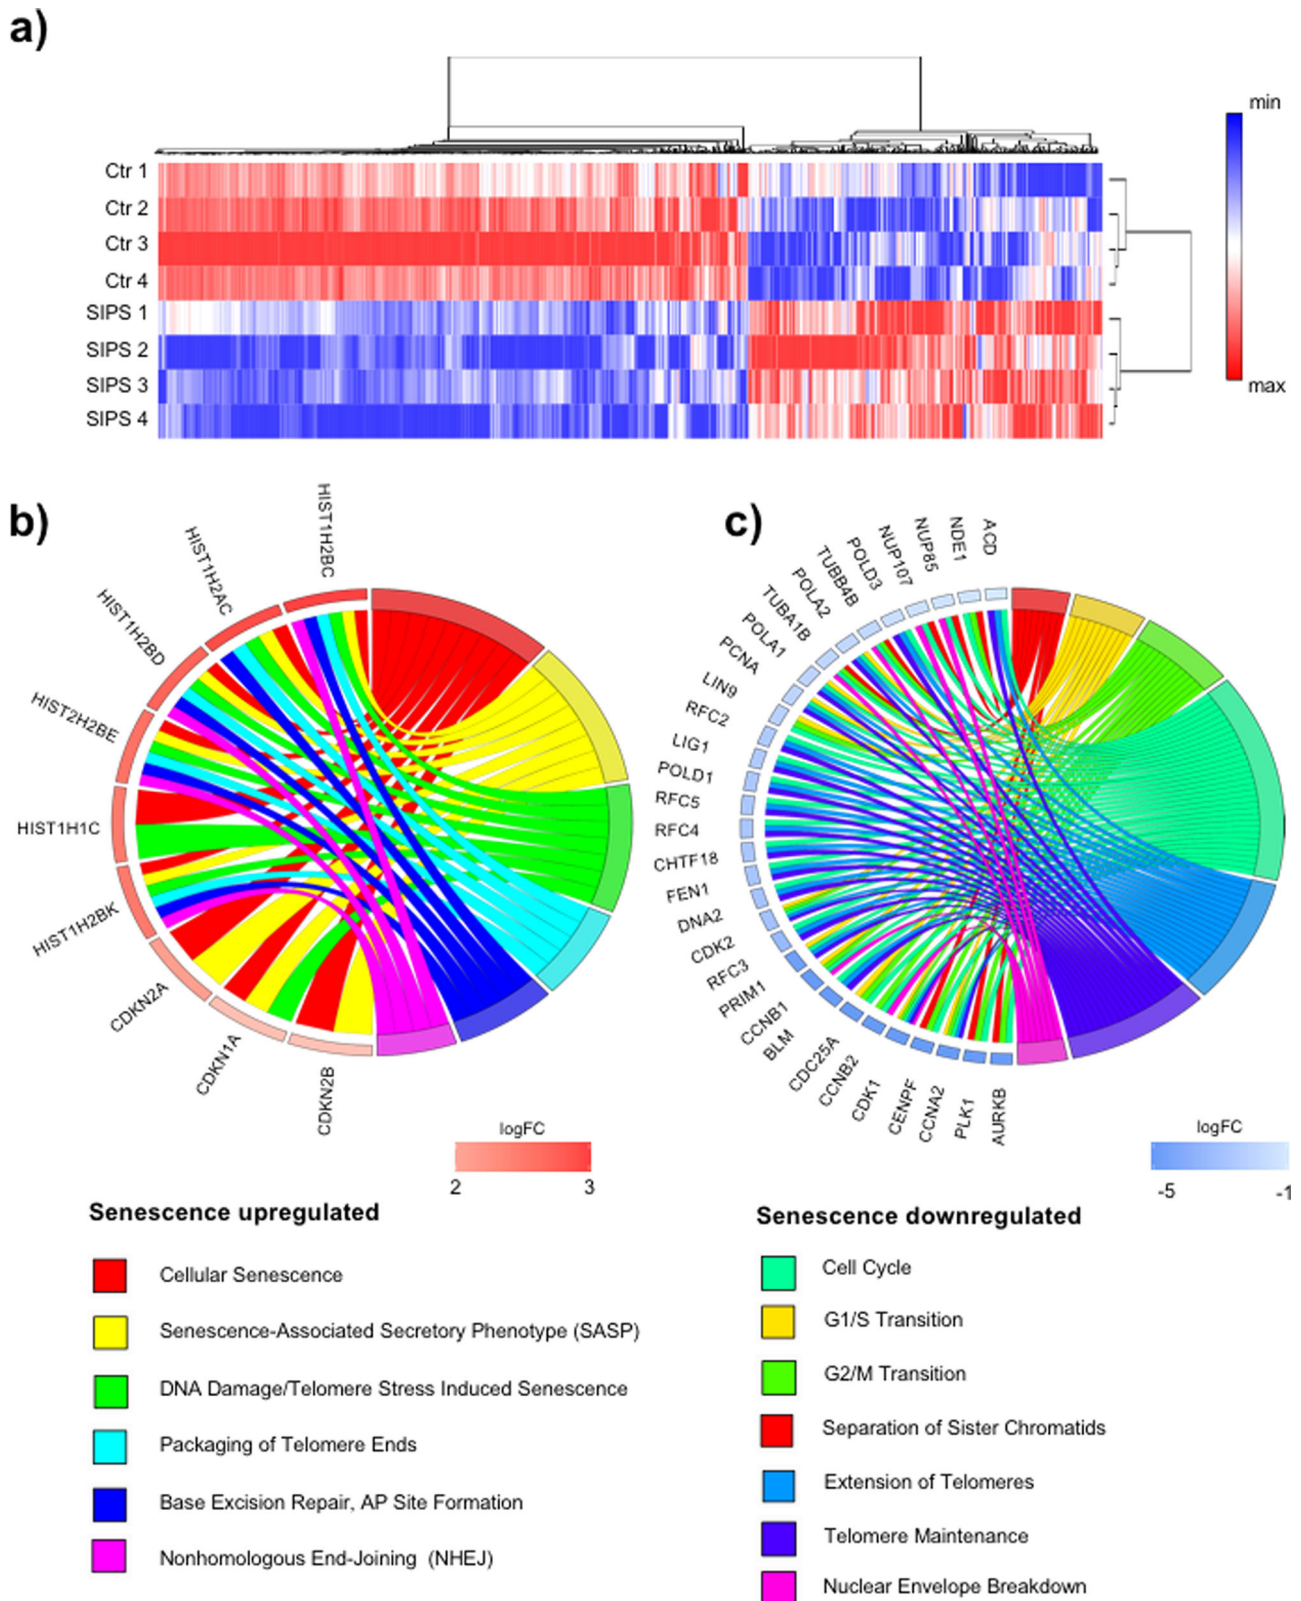 a)
min
Ctr 1
Ctr 2
Ctr 3
Ctr 4
SIPS 1
SIPS 2
SIPS 3
SIPS 4
max
b)
HIST1H2BC
HIST1H2AC
HIST1H2BD
HIST2H2BE
HIST1H1C
HIST1H2BK
CDKN2A
CDKN1A
CDKN2B
logFC
2 3
Senescence upregulated
Cellular Senescence
Senescence-Associated Secretory Phenotype (SASP)
DNA Damage/Telomere Stress Induced Senescence
Packaging of Telomere Ends
Base Excision Repair, AP Site Formation
Nonhomologous End-Joining (NHEJ)
c)
ACD
NDE1
NUP85
NUP107
POLD3
TUBB4B
POLA2
TUBA1B
POLA1
PCNA
LIN9
RFC2
LIG1
POLD1
RFC5
RFC4
CHTF18
FEN1
DNA2
CDK2
RFC3
PRIM1
CCNB1
BLM
CDC25A
CCNB2
CDK1
CENPF
CCNA2
PLK1
AURKB
logFC
-5 -1
Senescence downregulated
Cell Cycle
G1/S Transition
G2/M Transition
Separation of Sister Chromatids
Extension of Telomeres
Telomere Maintenance
Nuclear Envelope Breakdown